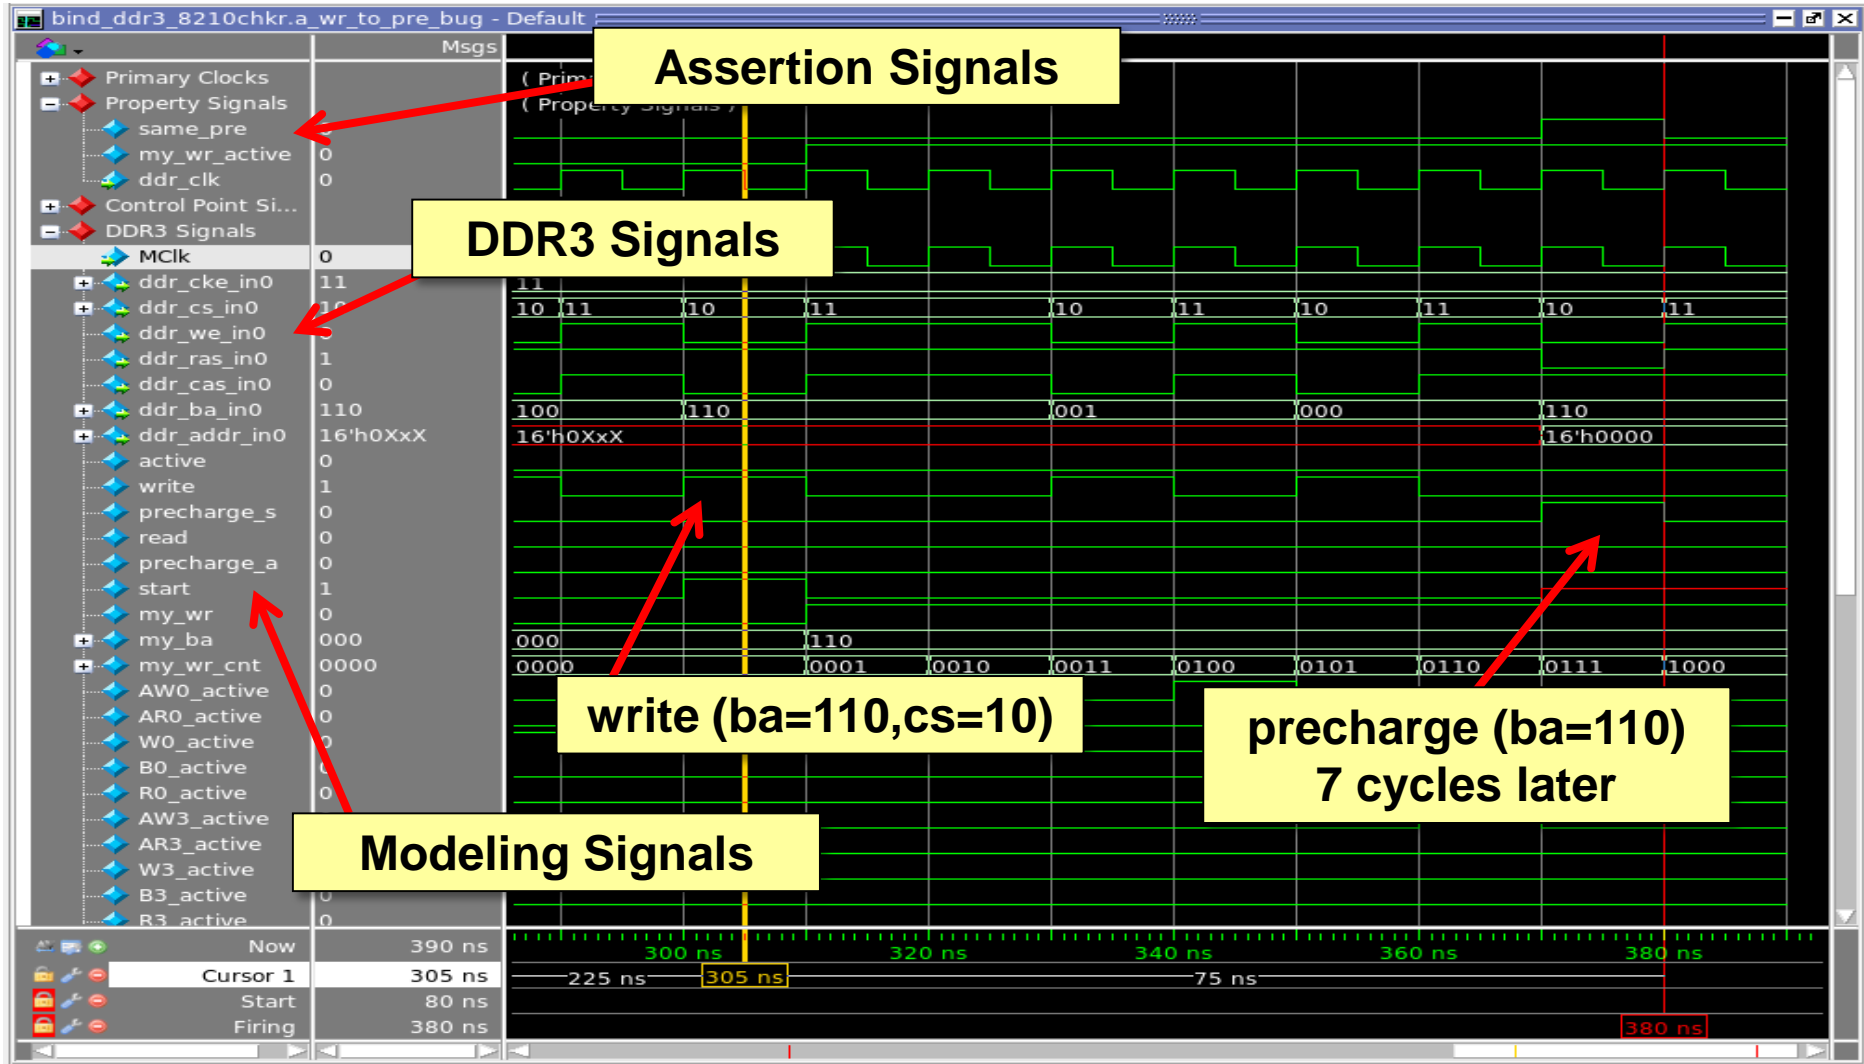 bind_ddr3_8210chkr.a_wr_to_pre_bug - Default
Msgs
Assertion Signals
Primary Clocks
Property Signals
same_pre
my_wr_active 0
ddr_clk 0
Control Point Si...
DDR3 Signals
DDR3 Signals
MClk 0
ddr_cke_in0 11 11
ddr_cs_in0 10 10 11 10 11 10 11 10 11 10 11
ddr_we_in0
ddr_ras_in0 1
ddr_cas_in0 0
ddr_ba_in0 110 100 110 001 000 110
ddr_addr_in0 16'h0XxX 16'h0XxX 16'h0000
active 0
write 1
precharge_s 0
read 0
precharge_a 0
start 1
my_wr 0
my_ba 000 000 110
my_wr_cnt 0000 0000 0001 0010 0011 0100 0101 0110 0111 1000
AW0_active 0
AR0_active 0
W0_active 0
B0_active
R0_active 0
AW3_active
AR3_active
W3_active
B3_active
R3_active 0
write (ba=110,cs=10)
precharge (ba=110)
7 cycles later
Modeling Signals
Now 390 ns 300 ns 320 ns 340 ns 360 ns 380 ns
Cursor 1 305 ns 225 ns 305 ns 75 ns
Start 80 ns
Firing 380 ns 380 ns